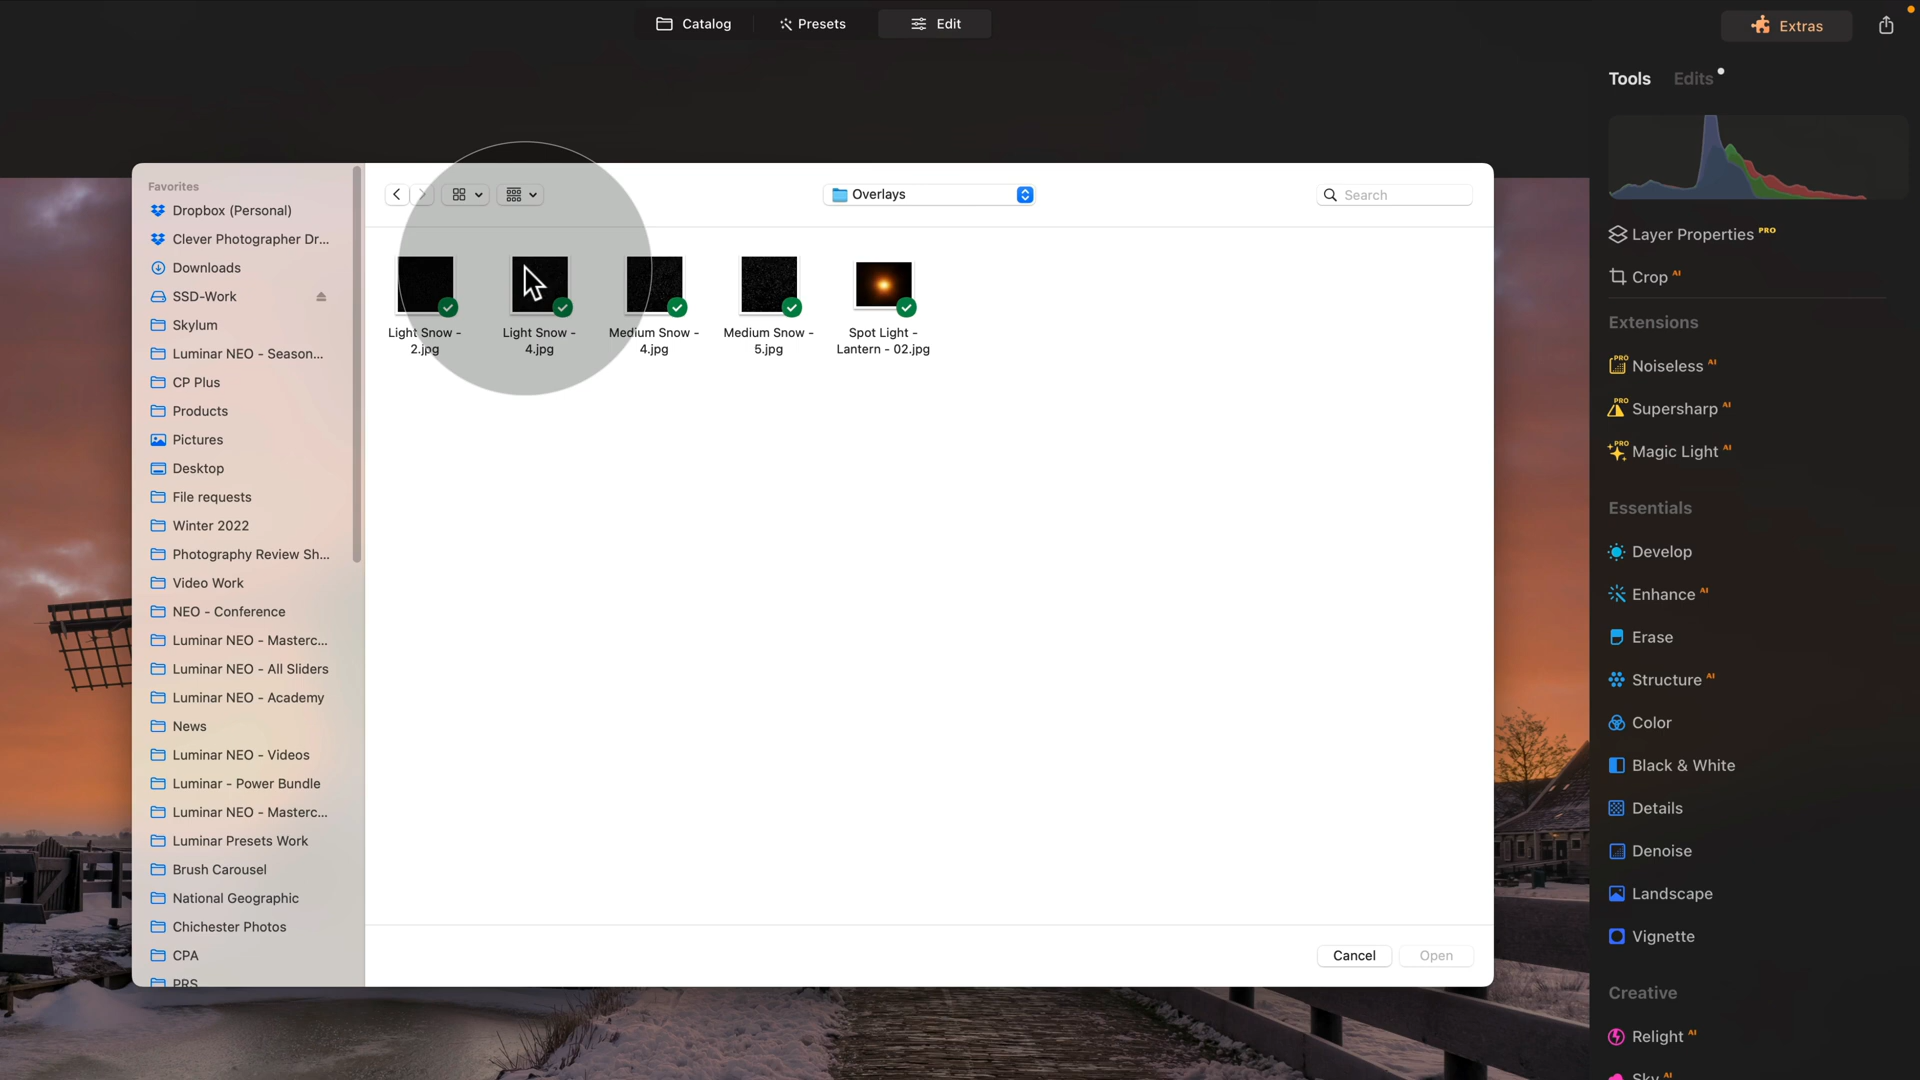 Catalog
Presets
Edit
Extras
Tools
Edits
Favorites
Dropbox (Personal)
Clever Photographer Dr...
Downloads
SSD-Work
Skylum
Luminar NEO - Season...
CP Plus
Products
Pictures
Desktop
File requests
Winter 2022
Photography Review Sh...
Video Work
NEO - Conference
Luminar NEO - Masterc...
Luminar NEO - All Sliders
Luminar NEO - Academy
News
Luminar NEO - Videos
Luminar - Power Bundle
Luminar NEO - Masterc...
Luminar Presets Work
Brush Carousel
National Geographic
Chichester Photos
CPA
PRS
Overlays
Search
Light Snow -
2.jpg
Light Snow -
4.jpg
Medium Snow -
4.jpg
Medium Snow -
5.jpg
Spot Light -
Lantern - 02.jpg
Cancel
Open
Layer Properties PRO
Crop AI
Extensions
PRO Noiseless AI
PRO Supersharp AI
PRO Magic Light AI
Essentials
Develop
Enhance AI
Erase
Structure AI
Color
Black & White
Details
Denoise
Landscape
Vignette
Creative
Relight AI
Sky AI